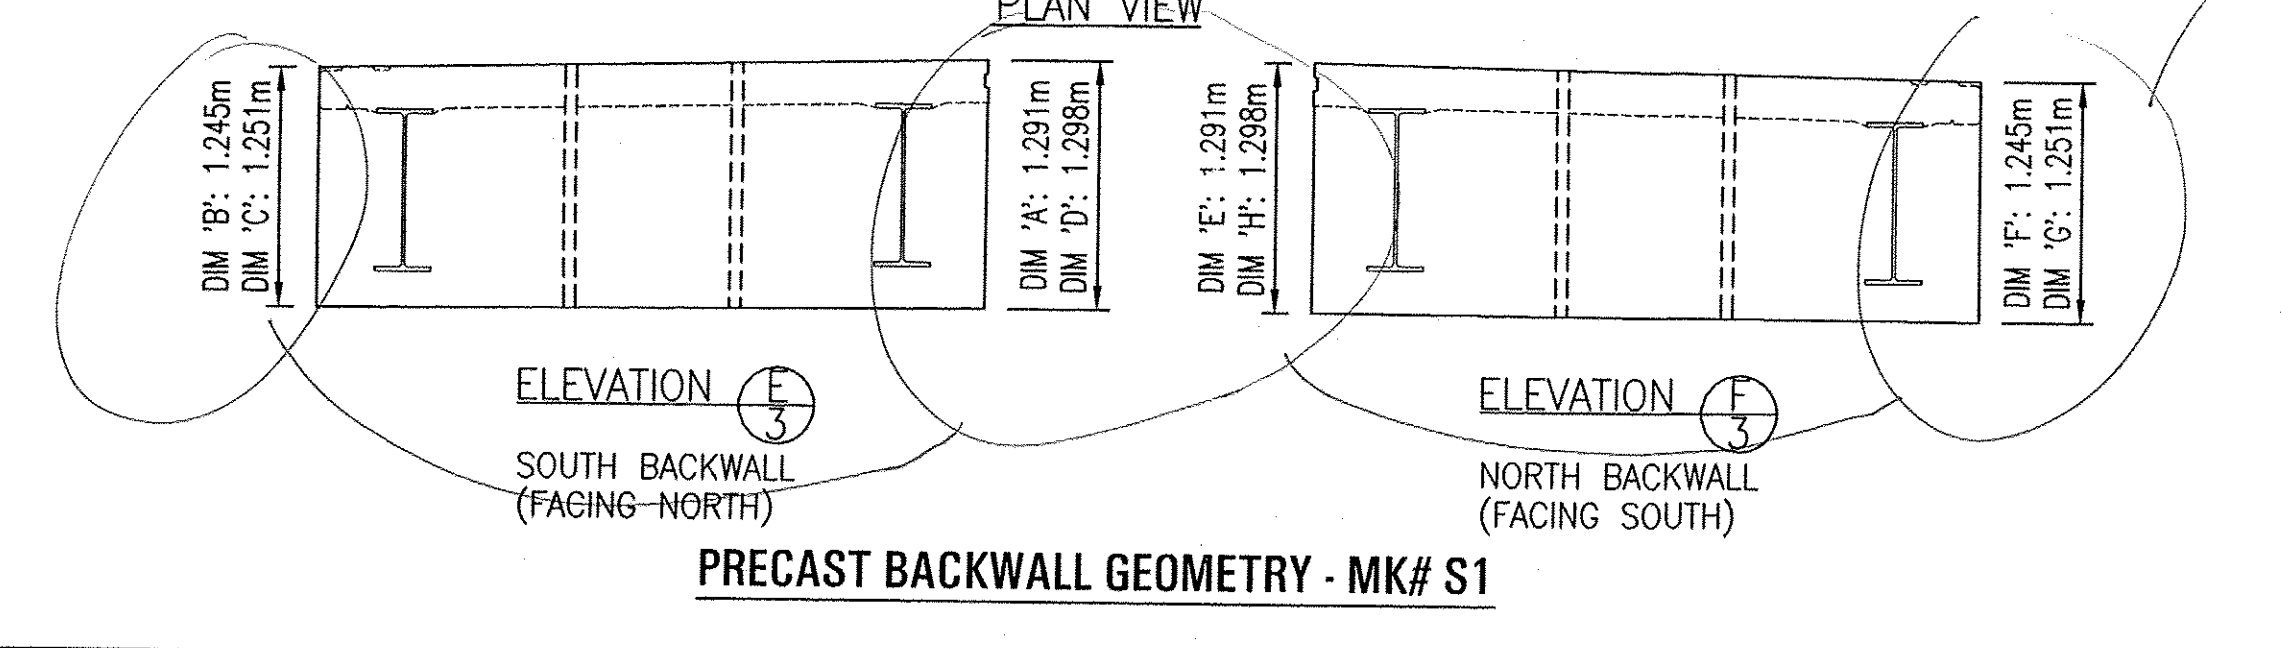 PLAN VIEW
DIM 'B': 1.245m
DIM 'C': 1.251m
DIM 'A': 1.291m
DIM 'D': 1.298m
DIM 'E': 1.291m
DIM 'H': 1.298m
DIM 'F': 1.245m
DIM 'G': 1.251m
ELEVATION E
3
SOUTH BACKWALL
(FACING NORTH)
ELEVATION F
3
NORTH BACKWALL
(FACING SOUTH)
PRECAST BACKWALL GEOMETRY - MK# S1